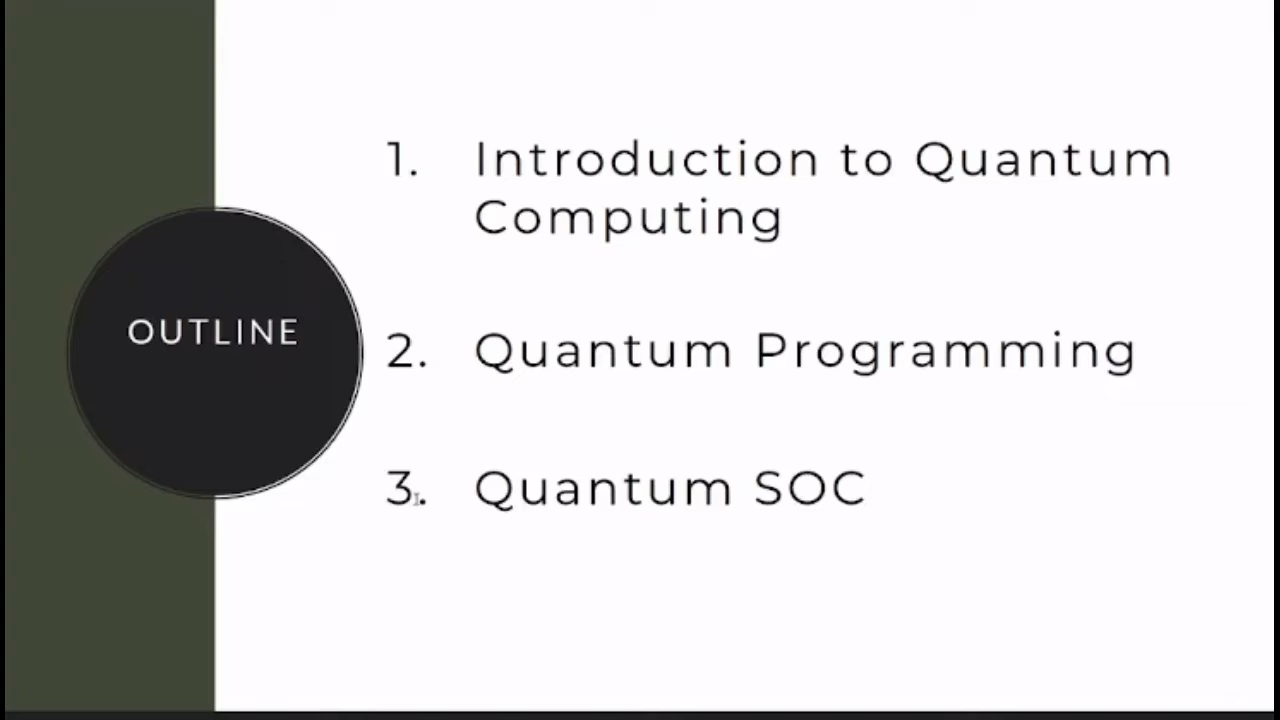 OUTLINE
1. Introduction to Quantum
Computing
2. Quantum Programming
3. Quantum SOC